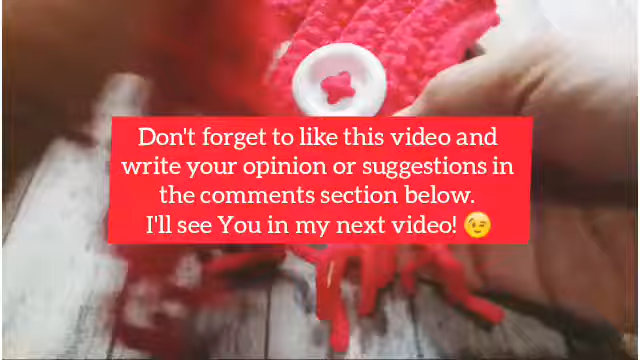 Don't forget to like this video and
write your opinion or suggestions in
the comments section below.
I'll see You in my next video! 😉